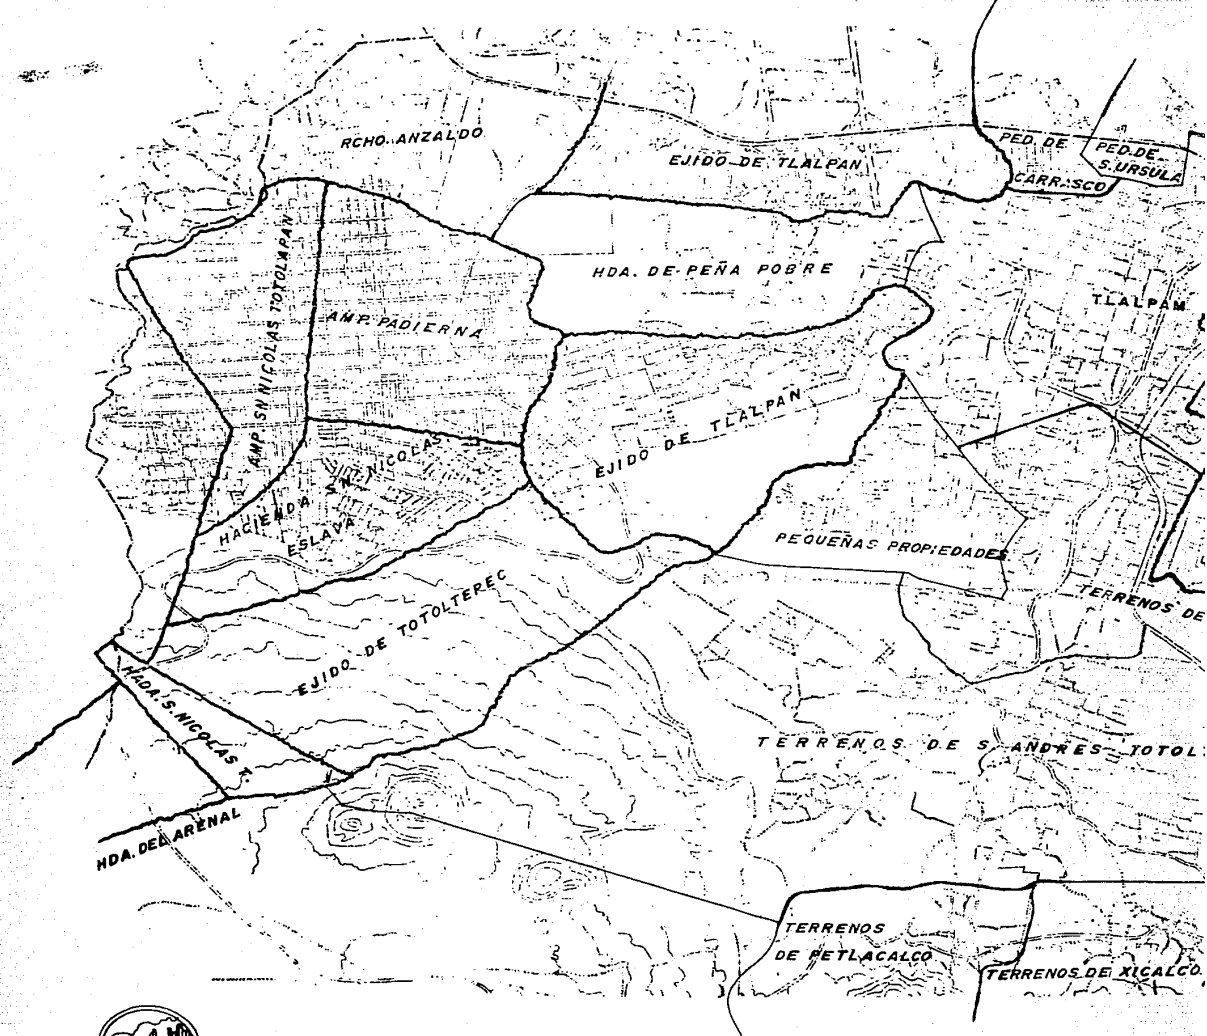 RCHO. ANZALDO
EJIDO DE TLALPAN
PED. DE
CARRASCO
PED. DE
S. URSULA
AMP. SN NICOLAS TOTOLAPAN
AMP. PADIERNA
HDA. DE PEÑA POBRE
TLALPAM
EJIDO DE TLALPAN
HACIENDA SN. NICOLAS
ESLAVA
PEQUEÑAS PROPIEDADES
EJIDO DE TOTOLTEPEC
TERRENOS DE
HADA. S. NICOLAS T.
TERRENOS DE S. ANDRES TOTOL
HDA. DEL ARENAL
TERRENOS
DE PETLACALCO
TERRENOS DE XICALCO